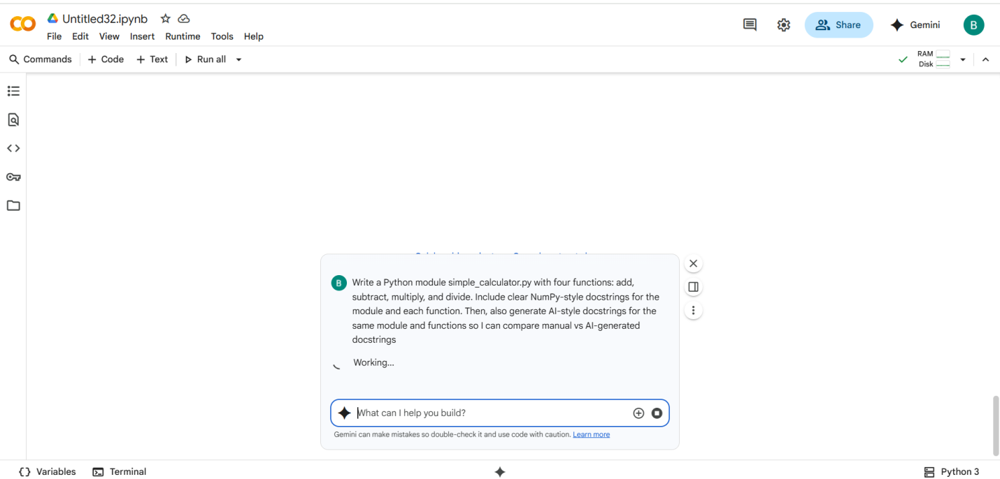 Untitled32.ipynb
File Edit View Insert Runtime Tools Help
Share
Gemini
B
Commands + Code + Text Run all
RAM
Disk
B
Write a Python module simple_calculator.py with four functions: add,
subtract, multiply, and divide. Include clear NumPy-style docstrings for the
module and each function. Then, also generate AI-style docstrings for the
same module and functions so I can compare manual vs AI-generated
docstrings
Working...
What can I help you build?
Gemini can make mistakes so double-check it and use code with caution. Learn more
Variables
Terminal
Python 3